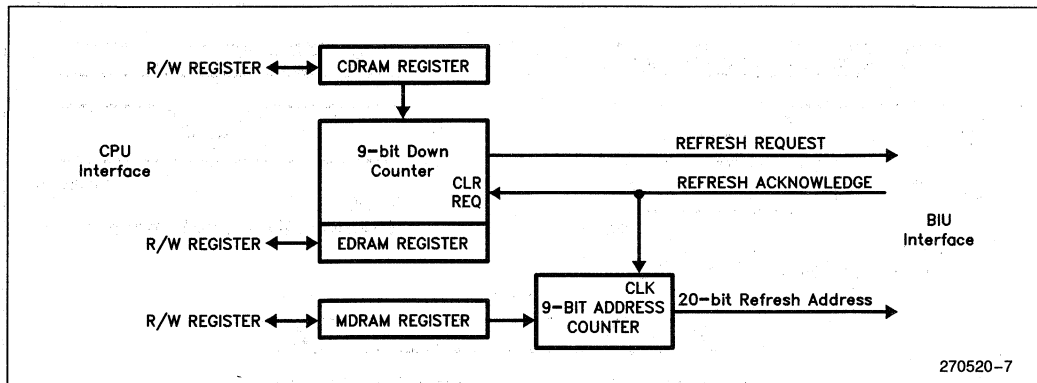 R/W REGISTER
CDRAM REGISTER
CPU
Interface
9-bit Down
Counter
CLR
REQ
REFRESH REQUEST
REFRESH ACKNOWLEDGE
BIU
Interface
R/W REGISTER
EDRAM REGISTER
R/W REGISTER
MDRAM REGISTER
CLK
9-BIT ADDRESS
COUNTER
20-bit Refresh Address
270520-7